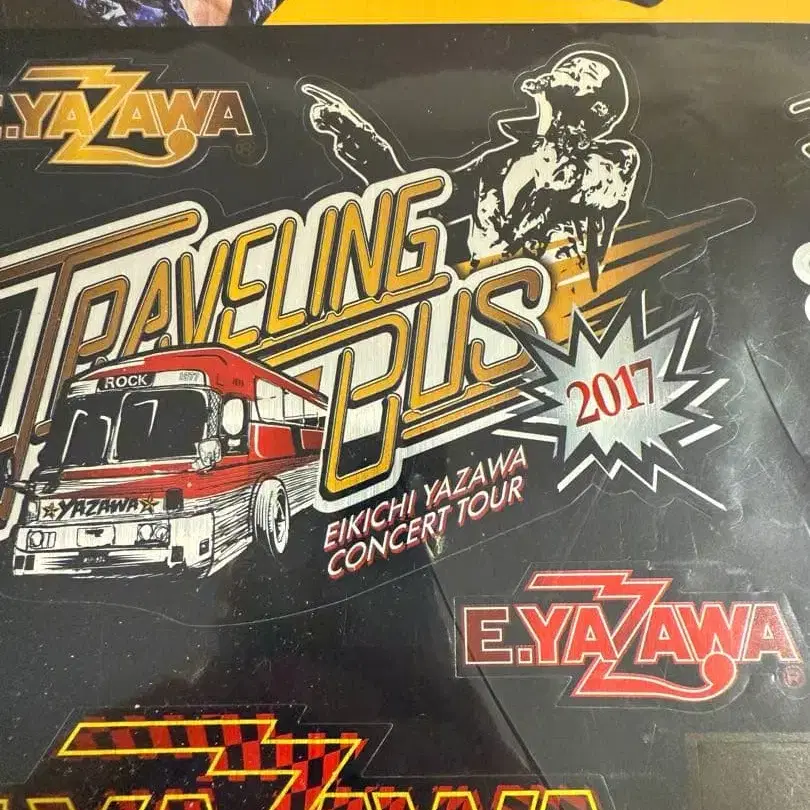 E.YAZAWA
®
TRAVELING
BUS
2017
ROCK
YAZAWA
EIKICHI YAZAWA
CONCERT TOUR
E.YAZAWA
®